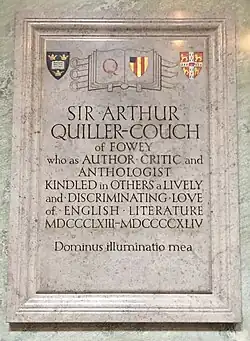 Q
SIR·ARTHUR
QUILLER-COUCH
of FOWEY
who as AUTHOR·CRITIC and
ANTHOLOGIST
KINDLED in OTHERS a LIVELY
and·DISCRIMINATING·LOVE
of·ENGLISH·LITERATURE
MDCCCLXIII–MDCCCCXLIV
Dominus illuminatio mea